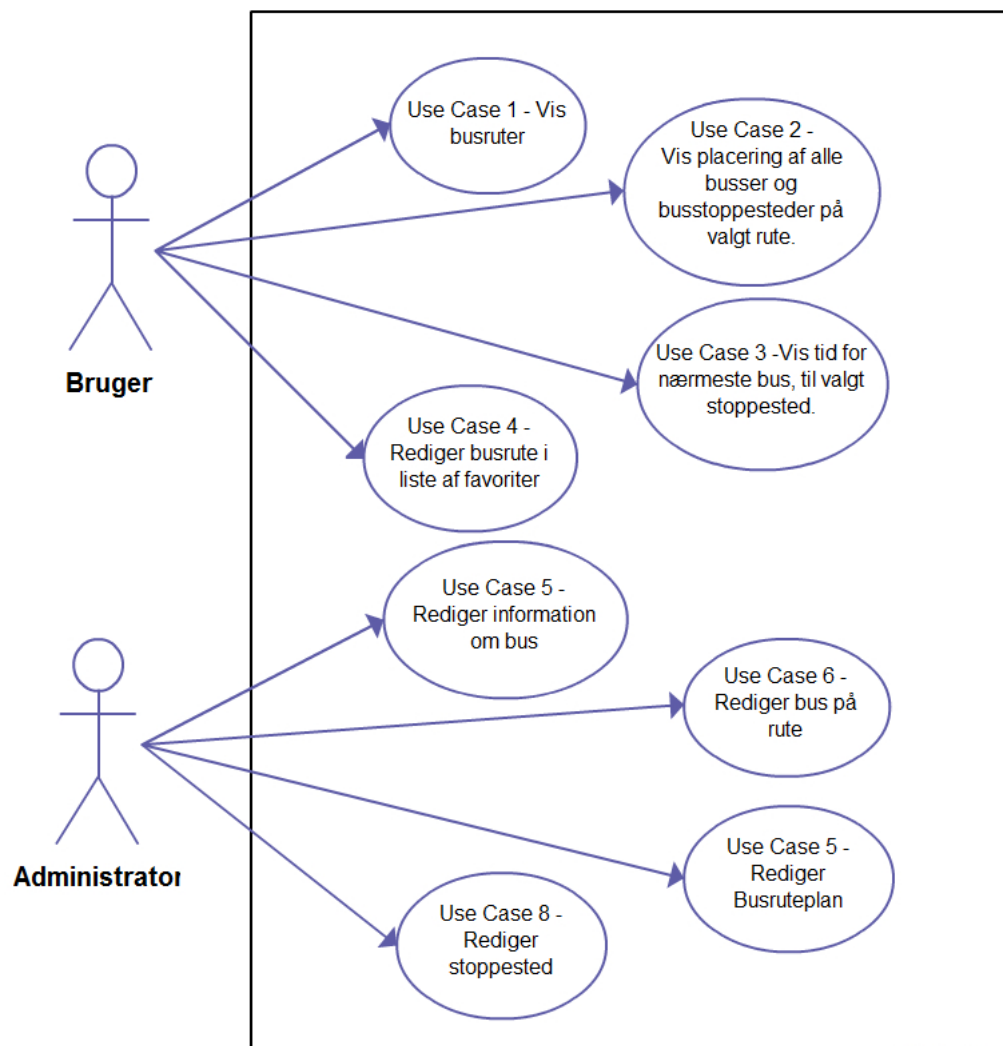 Use Case 1 - Vis
busruter
Use Case 2 -
Vis placering af alle
busser og
busstoppesteder på
valgt rute.
Bruger
Use Case 3 -Vis tid for
nærmeste bus, til valgt
stoppested.
Use Case 4 -
Rediger busrute i
liste af favoriter
Use Case 5 -
Rediger information
om bus
Use Case 6 -
Rediger bus på
rute
Administrator
Use Case 5 -
Rediger
Busruteplan
Use Case 8 -
Rediger
stoppested